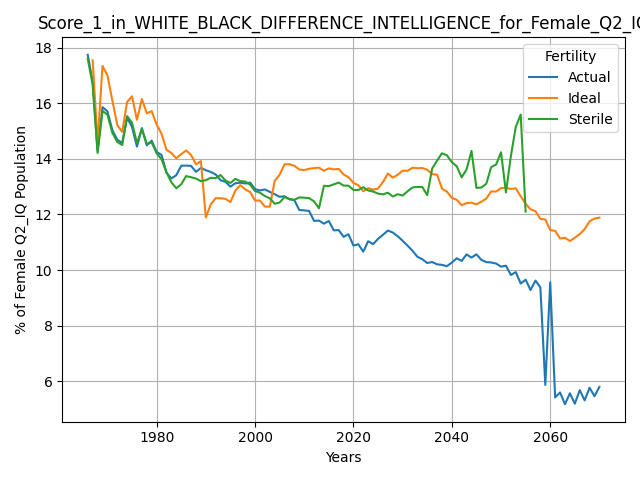 Score_1_in_WHITE_BLACK_DIFFERENCE_INTELLIGENCE_for_Female_Q2_IQ
Fertility
Actual
Ideal
Sterile
% of Female Q2_IQ Population
18
16
14
12
10
8
6
1980
2000
2020
2040
2060
Years